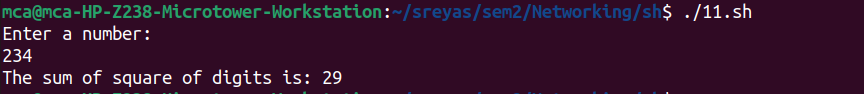 mca@mca-HP-Z238-Microtower-Workstation:~/sreyas/sem2/Networking/sh$ ./11.sh
Enter a number:
234
The sum of square of digits is: 29